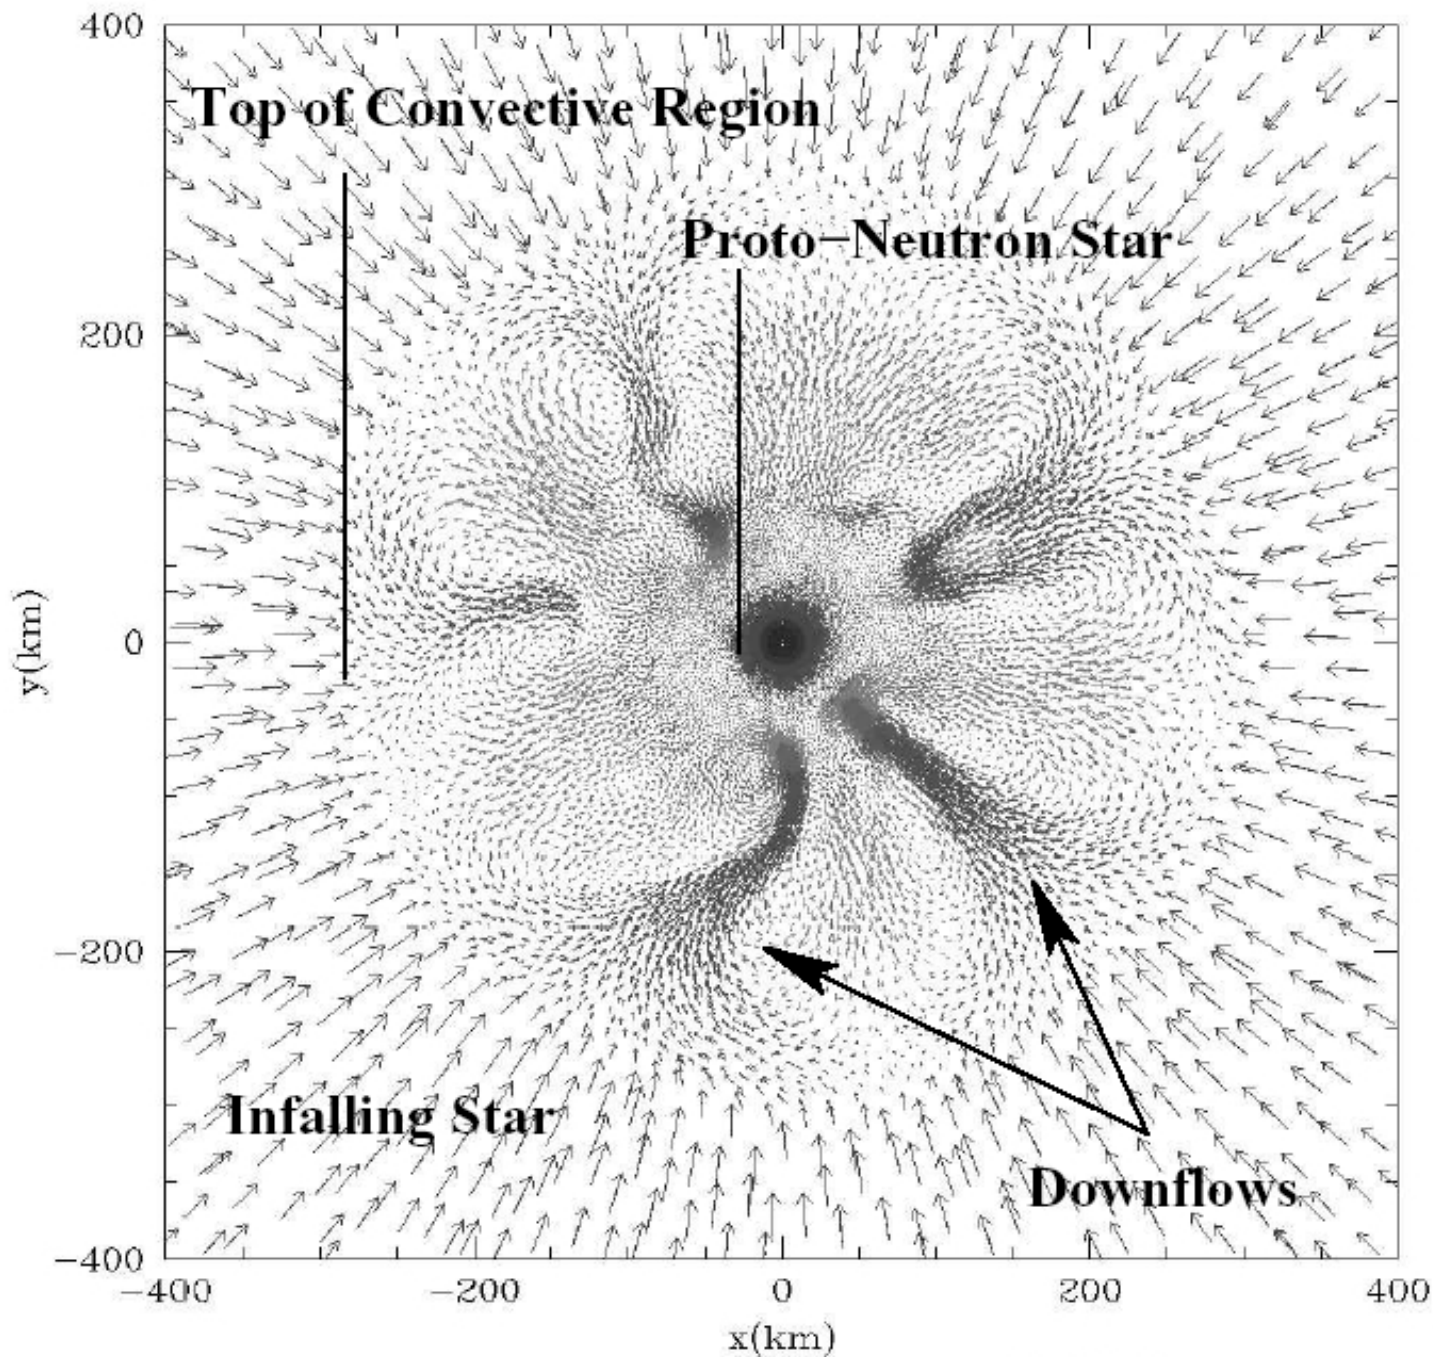 400
Top of Convective Region
Proto-Neutron Star
200
y(km)
0
-200
Infalling Star
Downflows
-400
-400
-200
0
200
400
x(km)